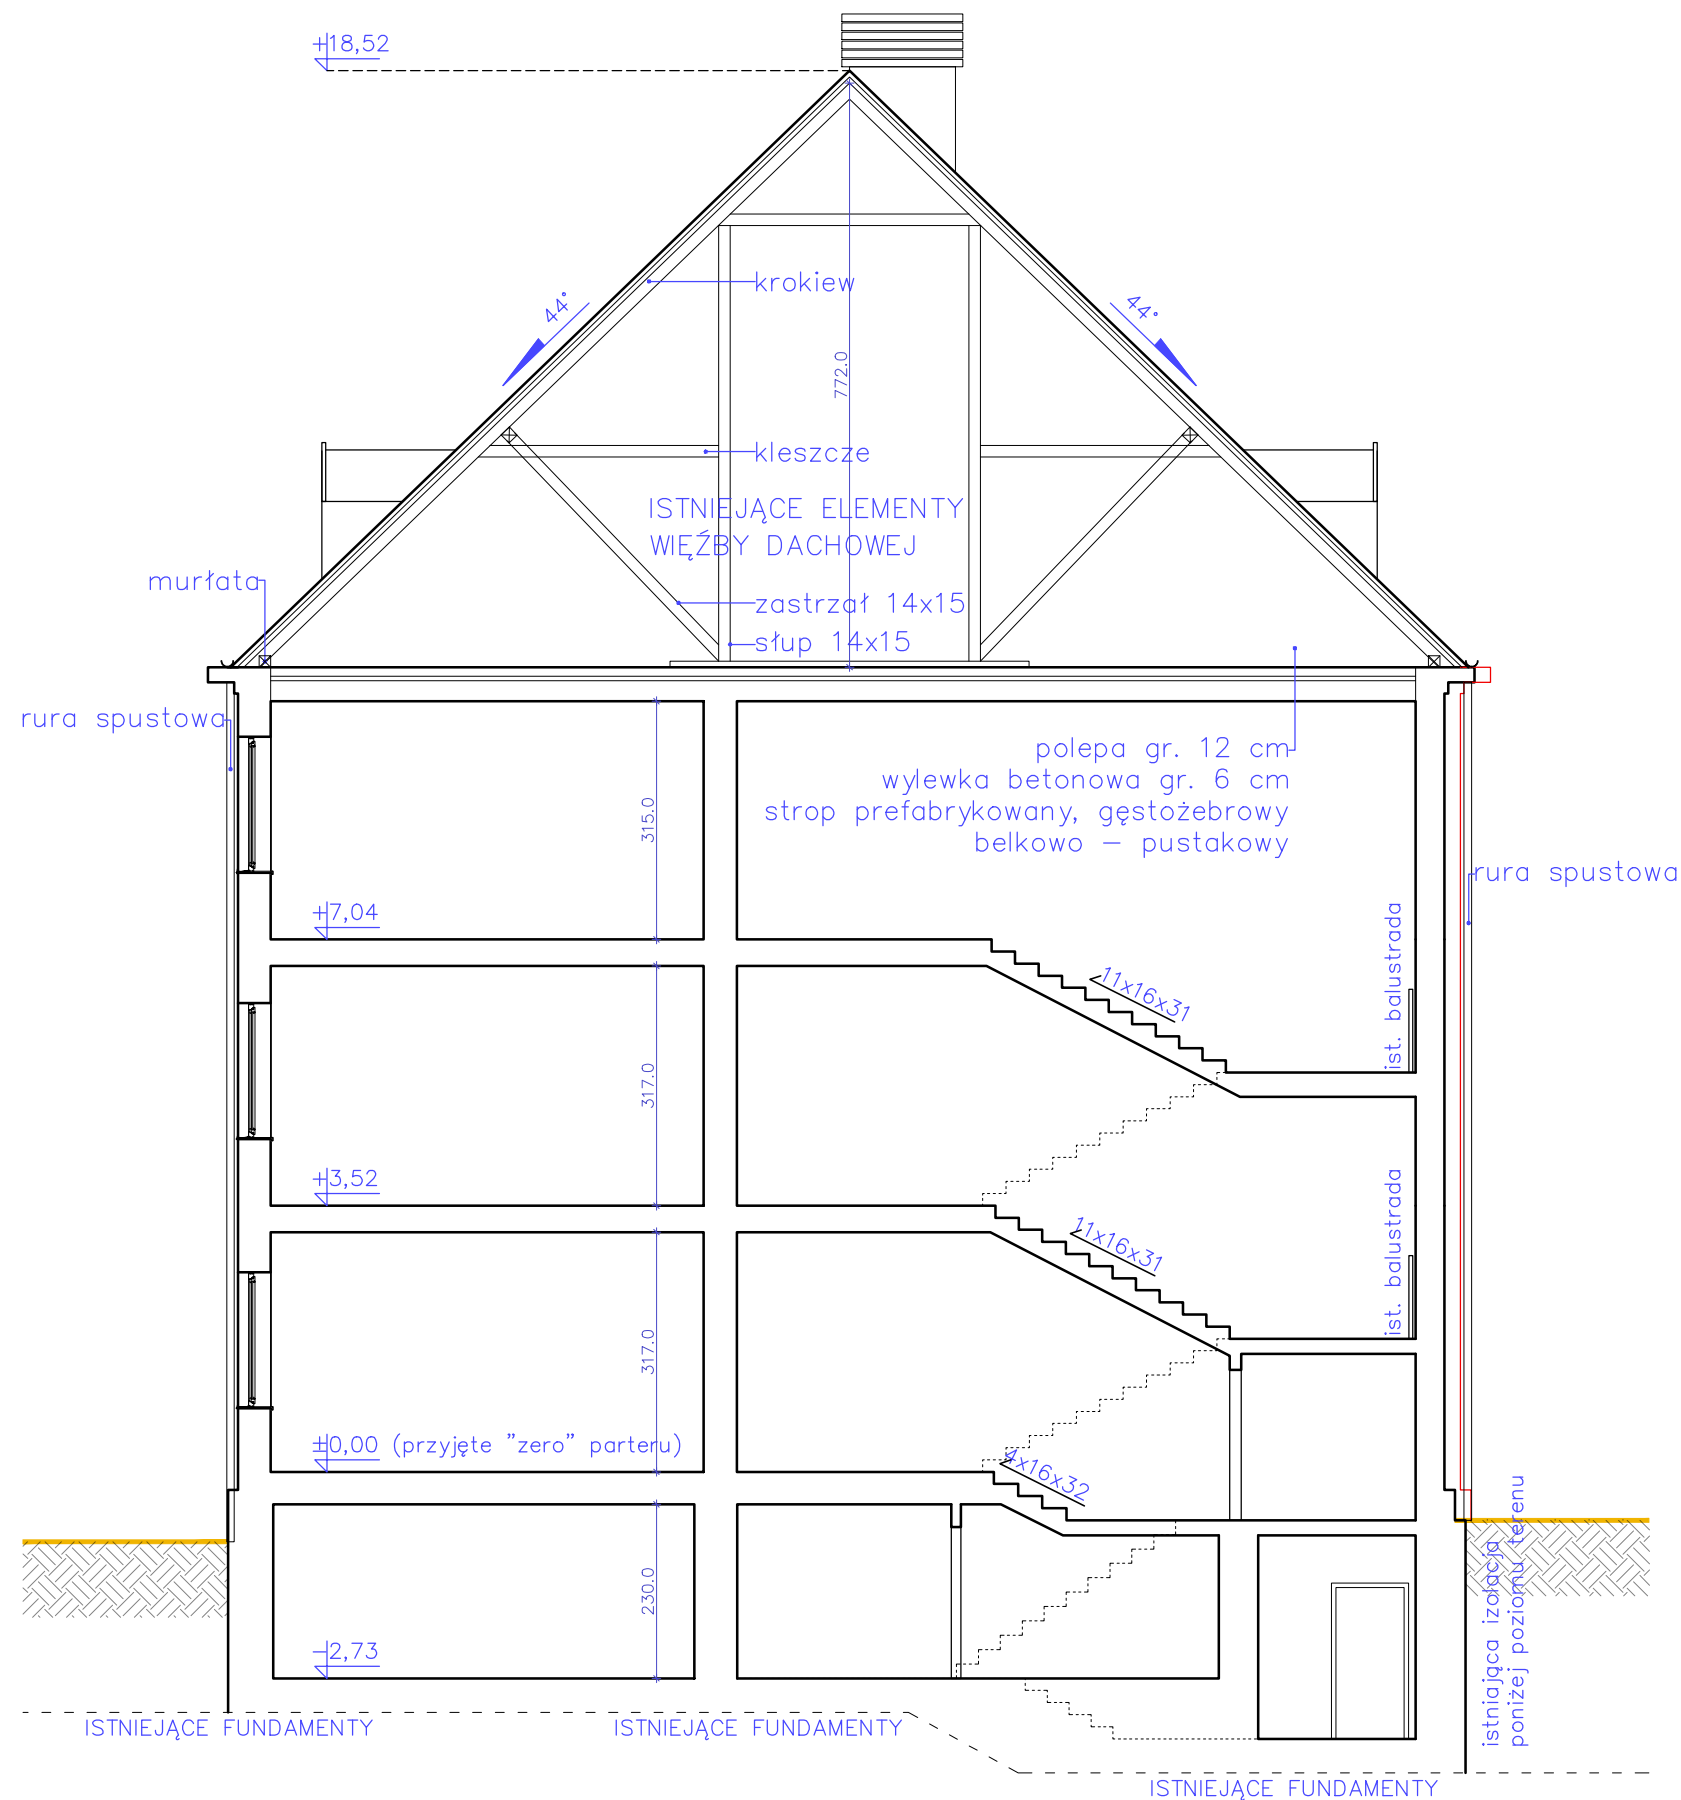 +18,52
krokiew
44°
44°
772.0
kleszcze
ISTNIEJĄCE ELEMENTY
WIĘŹBY DACHOWEJ
murłata
zastrzał 14x15
słup 14x15
rura spustowa
polepa gr. 12 cm
wylewka betonowa gr. 6 cm
strop prefabrykowany, gęstożebrowy
belkowo – pustakowy
315.0
rura spustowa
+7,04
ist. balustrada
11x16x31
317.0
+3,52
ist. balustrada
11x16x31
317.0
±0,00 (przyjęte "zero" parteru)
4x16x32
230.0
istniająca izolacja
poniżej poziomu terenu
−2,73
ISTNIEJĄCE FUNDAMENTY
ISTNIEJĄCE FUNDAMENTY
ISTNIEJĄCE FUNDAMENTY